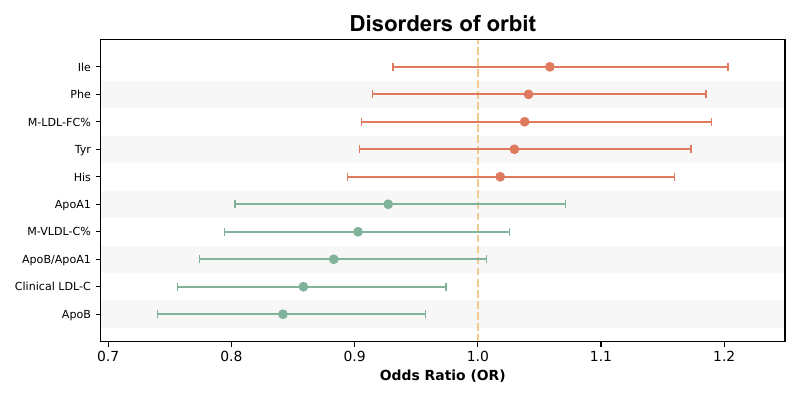 Disorders of orbit
Ile
Phe
M-LDL-FC%
Tyr
His
ApoA1
M-VLDL-C%
ApoB/ApoA1
Clinical LDL-C
ApoB
0.7 0.8 0.9 1.0 1.1 1.2
Odds Ratio (OR)